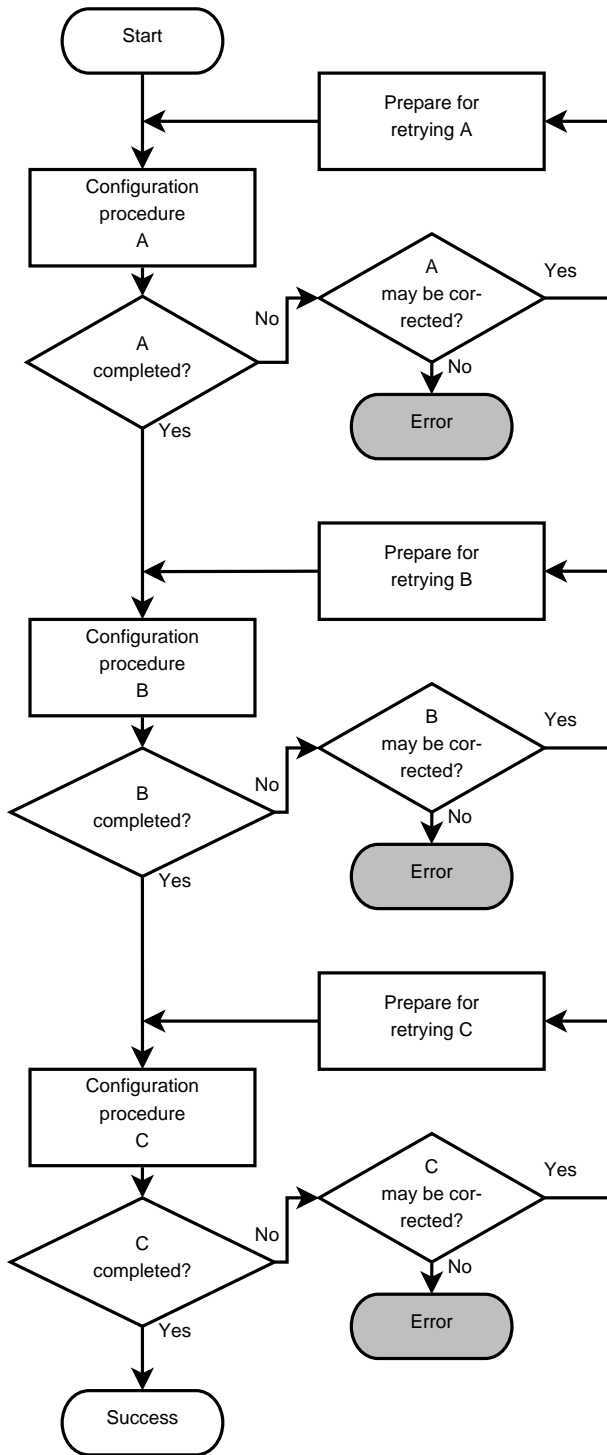 Start
Prepare for
retrying A
Configuration
procedure
A
A
may be cor-
rected?
Yes
No
A
completed?
No
Error
Yes
Prepare for
retrying B
Configuration
procedure
B
B
may be cor-
rected?
Yes
No
B
completed?
No
Error
Yes
Prepare for
retrying C
Configuration
procedure
C
C
may be cor-
rected?
Yes
No
C
completed?
No
Error
Yes
Success